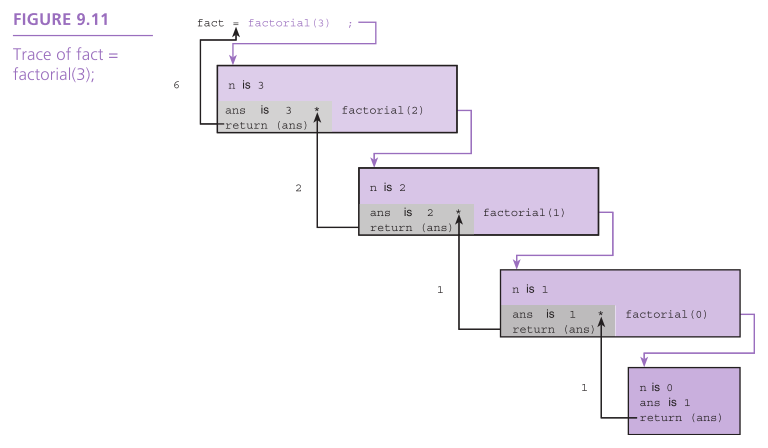 FIGURE 9.11
Trace of fact =
factorial(3);
fact = factorial(3) ;
6
n is 3
ans is 3 * factorial(2)
return (ans)
2
n is 2
ans is 2 * factorial(1)
return (ans)
1
n is 1
ans is 1 * factorial(0)
return (ans)
1
n is 0
ans is 1
return (ans)